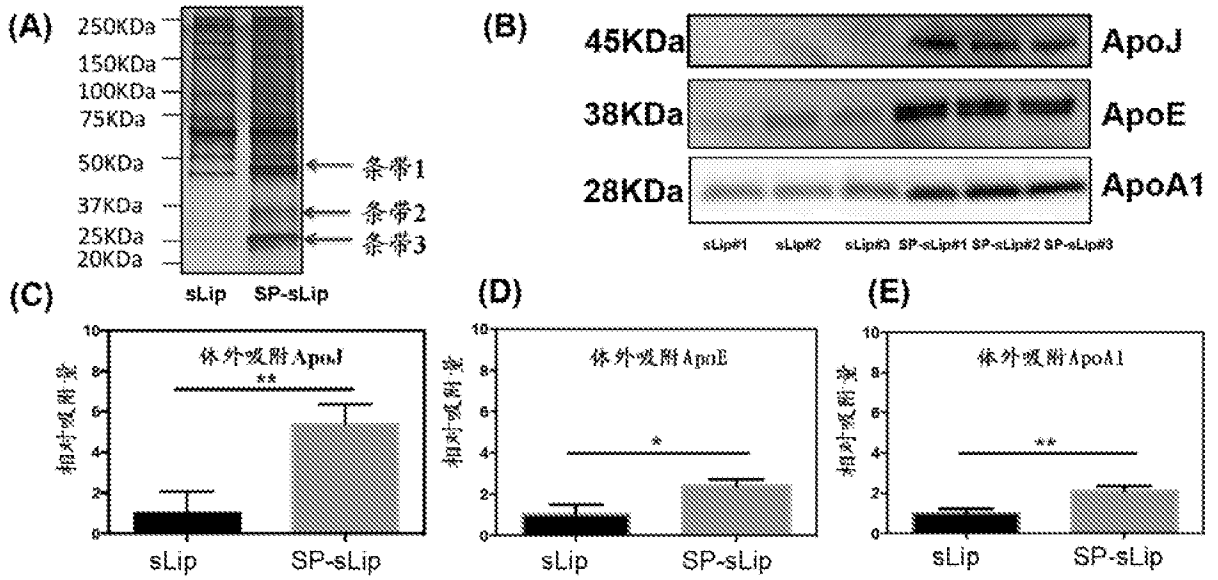 (A)
250KDa
150KDa
100KDa
75KDa
50KDa
37KDa
25KDa
20KDa
条带1
条带2
条带3
sLip SP-sLip
(B)
45KDa ApoJ
38KDa ApoE
28KDa ApoA1
sLip#1 sLip#2 sLip#3 SP-sLip#1 SP-sLip#2 SP-sLip#3
(C)
体外吸附ApoJ
**
相对吸附量
10
8
6
4
2
0
sLip SP-sLip
(D)
体外吸附ApoE
*
相对吸附量
10
8
6
4
2
0
sLip SP-sLip
(E)
体外吸附ApoA1
**
相对吸附量
10
8
6
4
2
0
sLip SP-sLip